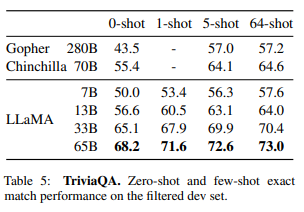 0-shot 1-shot 5-shot 64-shot
Gopher 280B 43.5 - 57.0 57.2
Chinchilla 70B 55.4 - 64.1 64.6
7B 50.0 53.4 56.3 57.6
13B 56.6 60.5 63.1 64.0
LLaMA
33B 65.1 67.9 69.9 70.4
65B 68.2 71.6 72.6 73.0
Table 5: TriviaQA. Zero-shot and few-shot exact
match performance on the filtered dev set.